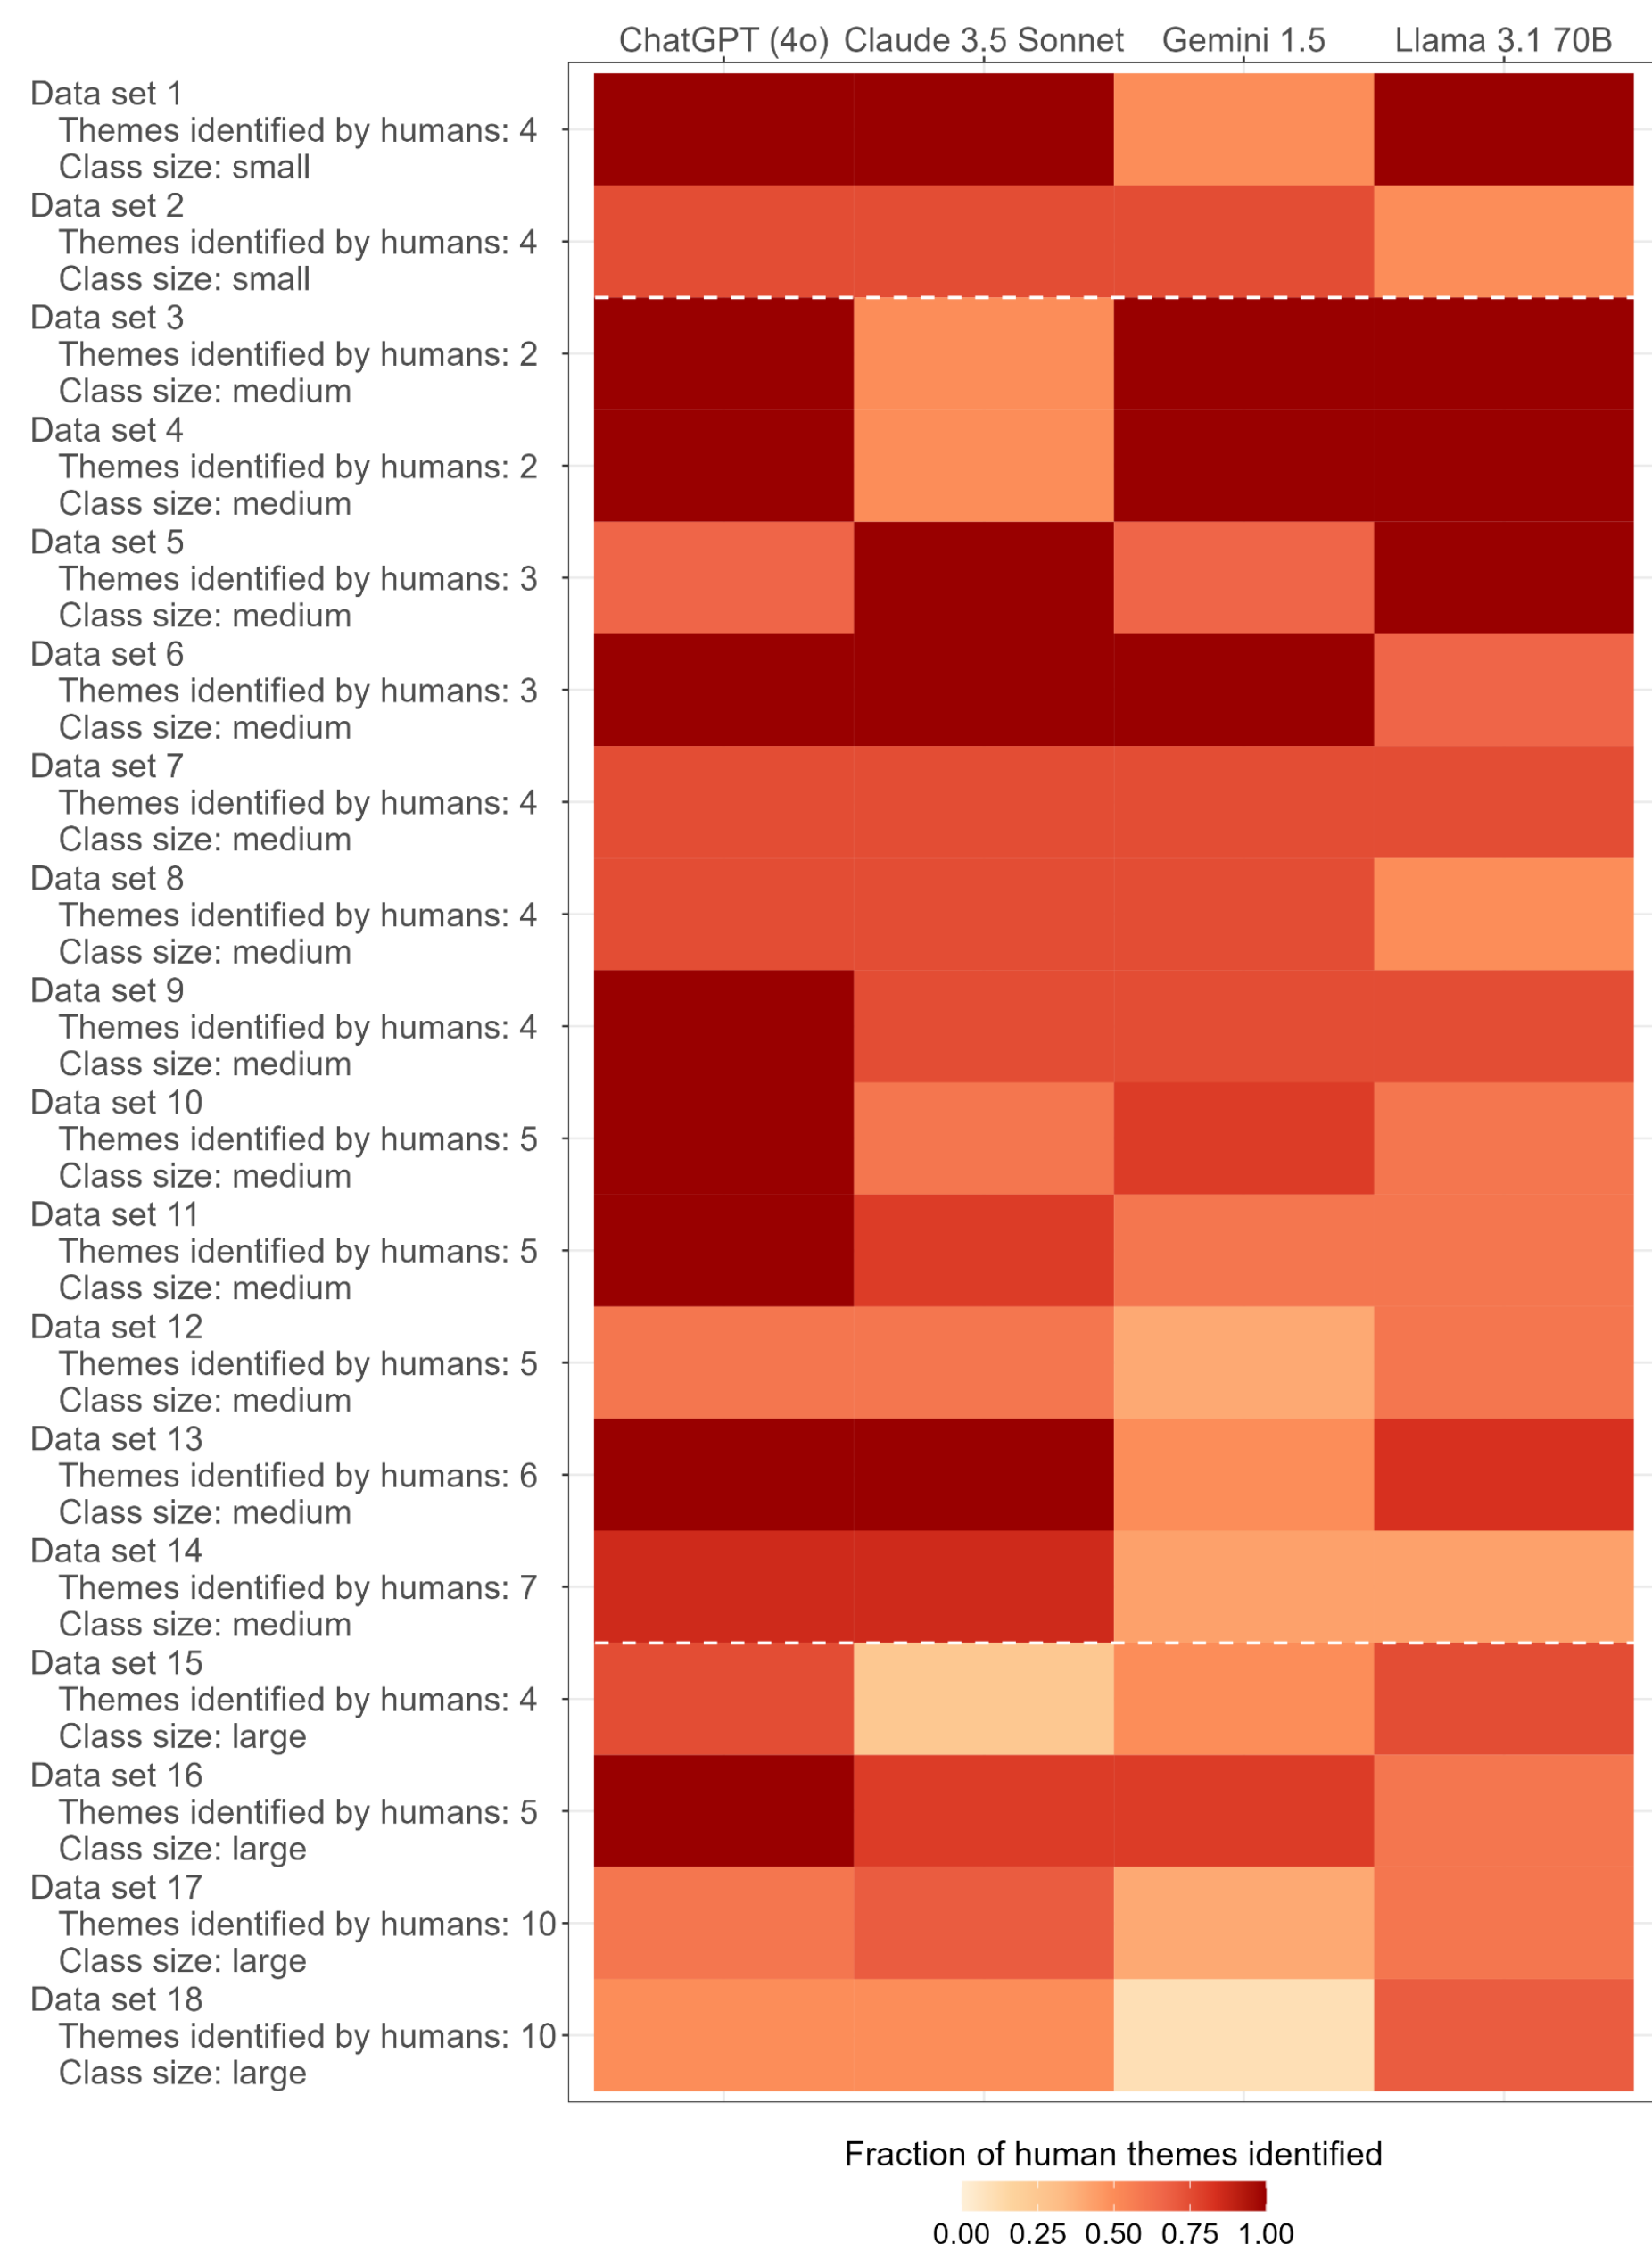 ChatGPT (4o) Claude 3.5 Sonnet Gemini 1.5 Llama 3.1 70B
Data set 1
Themes identified by humans: 4
Class size: small
Data set 2
Themes identified by humans: 4
Class size: small
Data set 3
Themes identified by humans: 2
Class size: medium
Data set 4
Themes identified by humans: 2
Class size: medium
Data set 5
Themes identified by humans: 3
Class size: medium
Data set 6
Themes identified by humans: 3
Class size: medium
Data set 7
Themes identified by humans: 4
Class size: medium
Data set 8
Themes identified by humans: 4
Class size: medium
Data set 9
Themes identified by humans: 4
Class size: medium
Data set 10
Themes identified by humans: 5
Class size: medium
Data set 11
Themes identified by humans: 5
Class size: medium
Data set 12
Themes identified by humans: 5
Class size: medium
Data set 13
Themes identified by humans: 6
Class size: medium
Data set 14
Themes identified by humans: 7
Class size: medium
Data set 15
Themes identified by humans: 4
Class size: large
Data set 16
Themes identified by humans: 5
Class size: large
Data set 17
Themes identified by humans: 10
Class size: large
Data set 18
Themes identified by humans: 10
Class size: large
Fraction of human themes identified
0.00 0.25 0.50 0.75 1.00